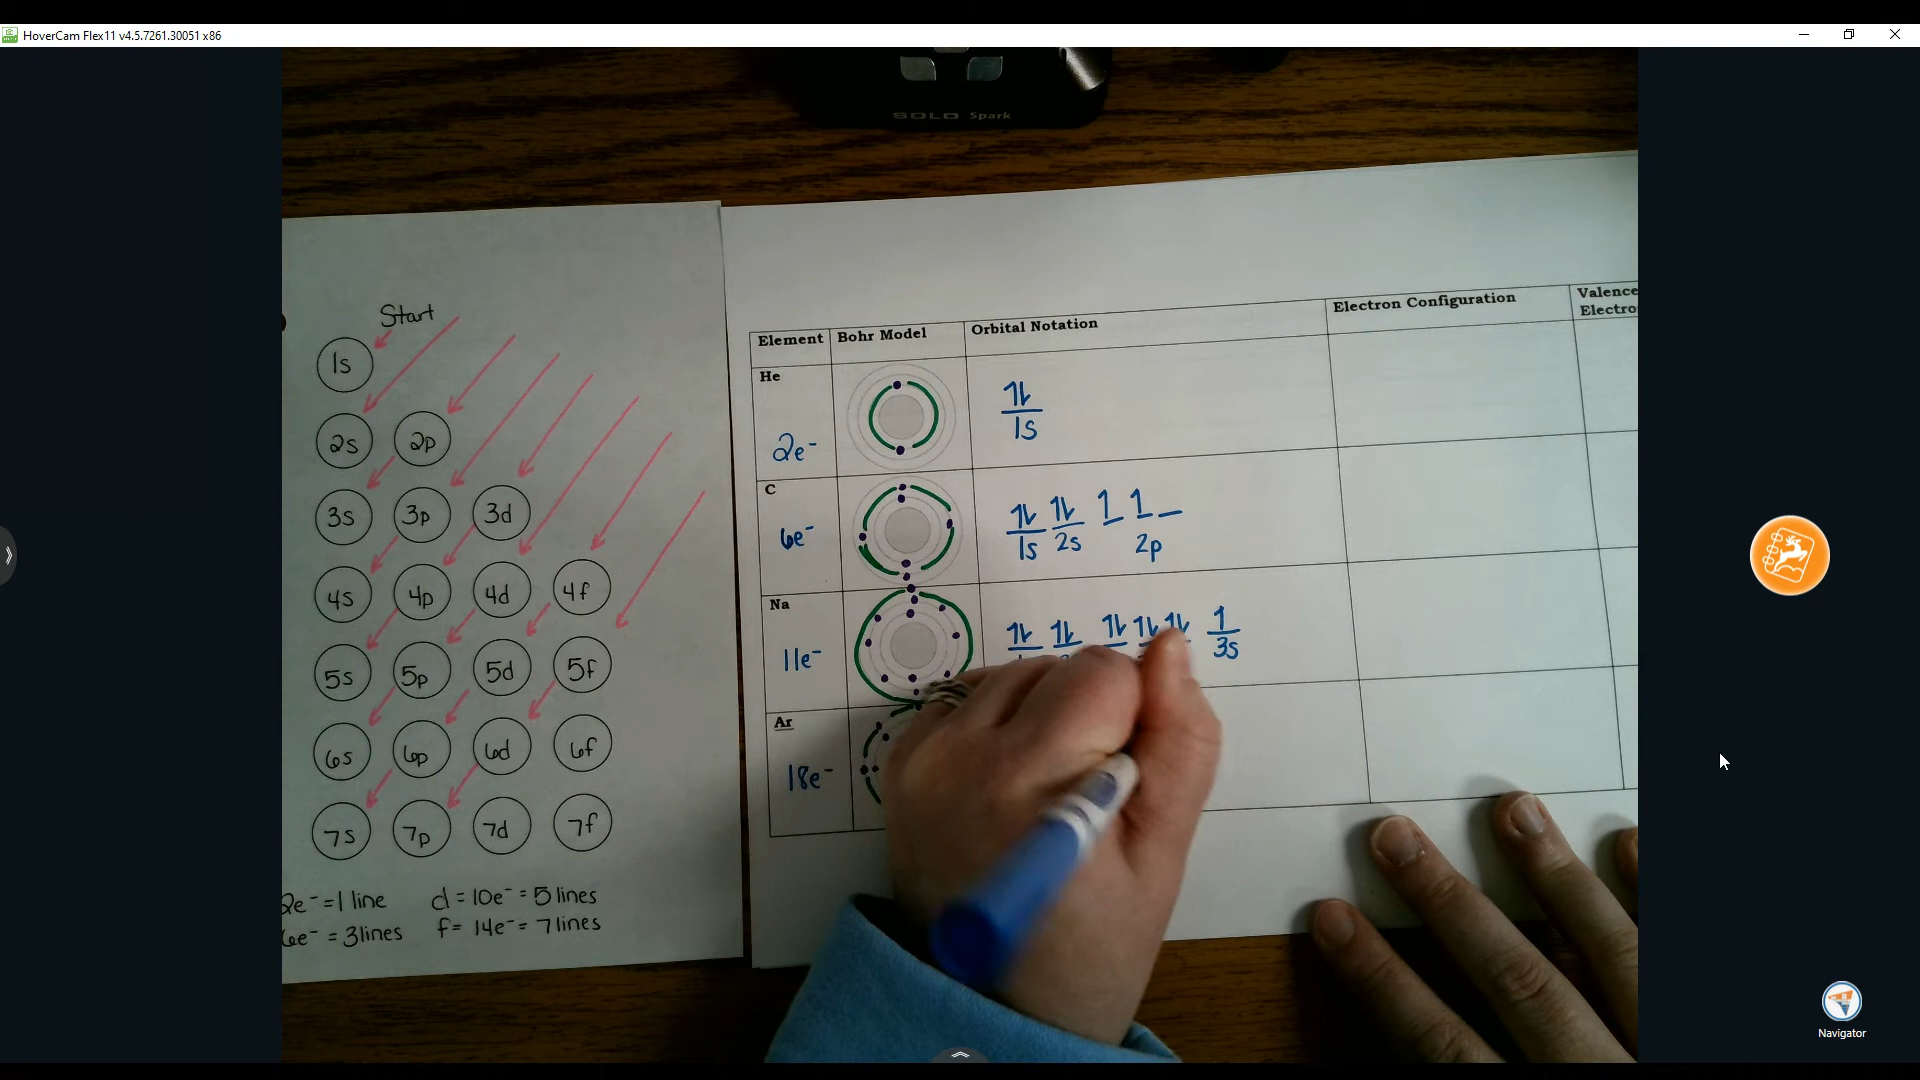 HoverCam Flex11 v4.5.7261.30051 x86
SOLO Spark
Start
1s
2s 2p
3s 3p 3d
4s 4p 4d 4f
5s 5p 5d 5f
6s 6p 6d 6f
7s 7p 7d 7f
2e⁻ = 1 line d = 10e⁻ = 5 lines
6e⁻ = 3 lines f = 14e⁻ = 7 lines
Element Bohr Model Orbital Notation Electron Configuration Valence
Electro
He
2e⁻
1s
C
6e⁻
1s 2s 2p
Na
11e⁻
3s
Ar
18e⁻
Navigator